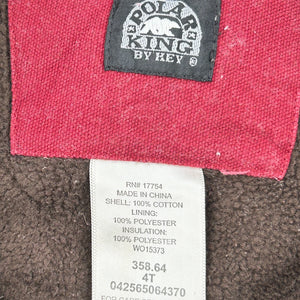 POLAR
KING
BY KEY
RN# 17754
MADE IN CHINA
SHELL: 100% COTTON
LINING:
100% POLYESTER
INSULATION:
100% POLYESTER
WO15373
358.64
4T
042565064370